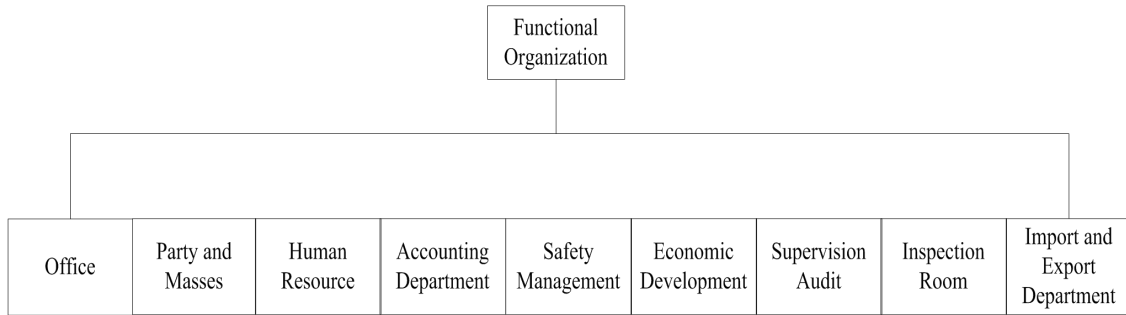 Functional
Organization
Office
Party and
Masses
Human
Resource
Accounting
Department
Safety
Management
Economic
Development
Supervision
Audit
Inspection
Room
Import and
Export
Department